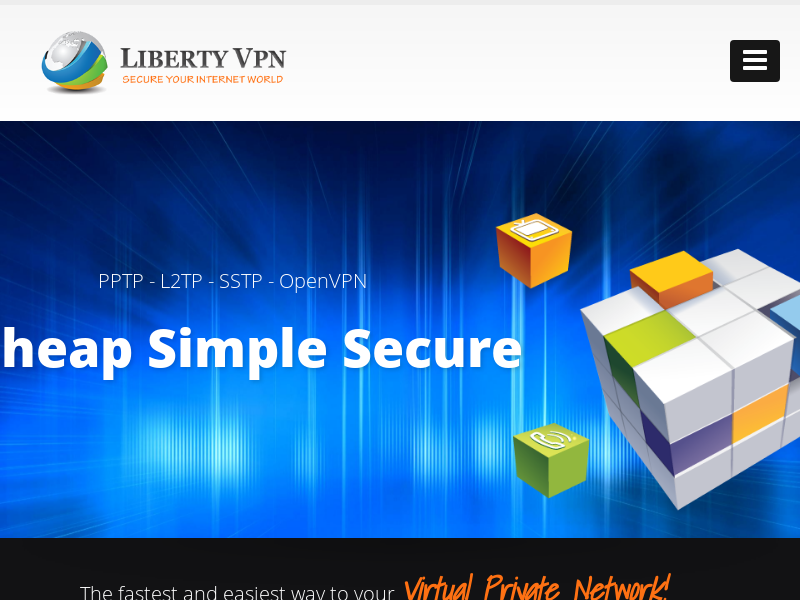 LIBERTY VPN
SECURE YOUR INTERNET WORLD
PPTP - L2TP - SSTP - OpenVPN
heap Simple Secure
The fastest and easiest way to your Virtual Private Network!